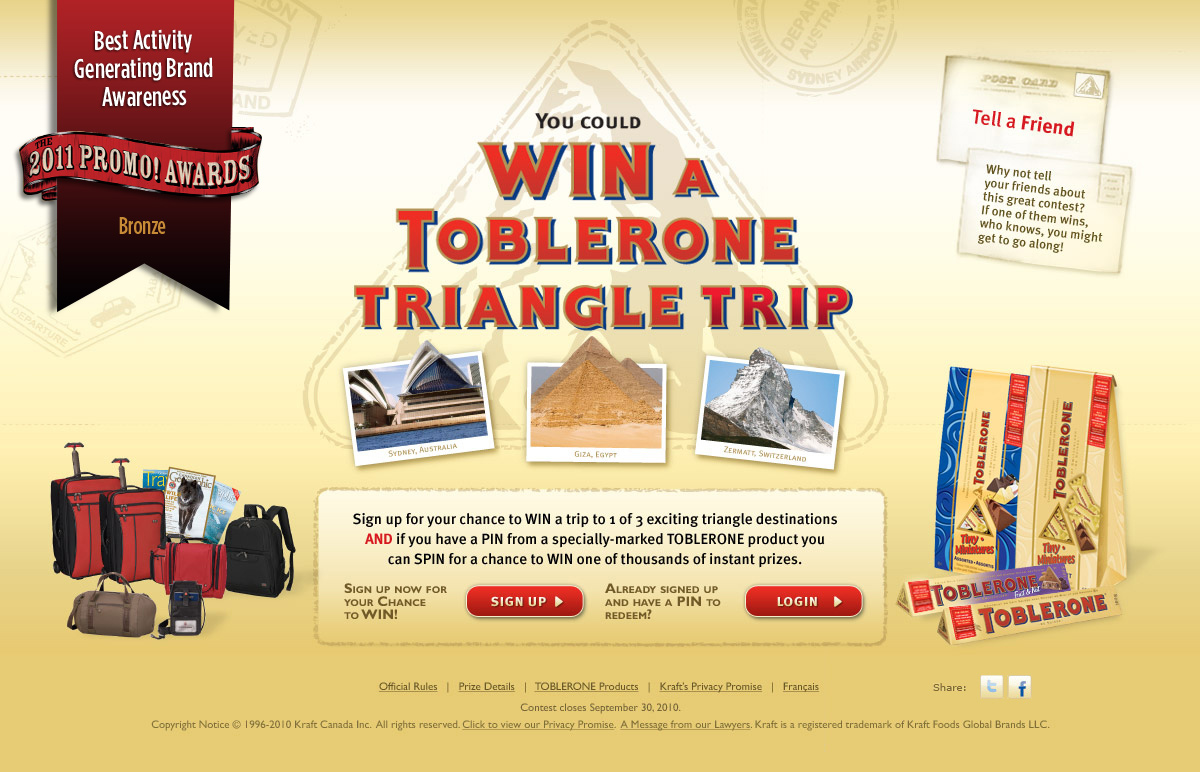 Best Activity
Generating Brand
Awareness
THE
2011 PROMO! AWARDS
Bronze
DEPARTURE
SYDNEY AIRPORT
AUSTRALIA
YOU COULD
WIN A
TOBLERONE
TRIANGLE TRIP
POST CARD
Tell a Friend
Why not tell
your friends about
this great contest?
If one of them wins,
who knows, you might
get to go along!
SYDNEY, AUSTRALIA
GIZA, EGYPT
ZERMATT, SWITZERLAND
Sign up for your chance to WIN a trip to 1 of 3 exciting triangle destinations
AND if you have a PIN from a specially-marked TOBLERONE product you
can SPIN for a chance to WIN one of thousands of instant prizes.
SIGN UP NOW FOR
YOUR CHANCE
TO WIN!
SIGN UP
ALREADY SIGNED UP
AND HAVE A PIN TO
REDEEM?
LOGIN
TOBLERONE
Tiny
Miniatures
TOBLERONE
Tiny
Miniatures
TOBLERONE
Fruit & Nut
TOBLERONE
Official Rules | Prize Details | TOBLERONE Products | Kraft's Privacy Promise | Français
Share:
Contest closes September 30, 2010.
Copyright Notice © 1996-2010 Kraft Canada Inc. All rights reserved. Click to view our Privacy Promise. A Message from our Lawyers. Kraft is a registered trademark of Kraft Foods Global Brands LLC.